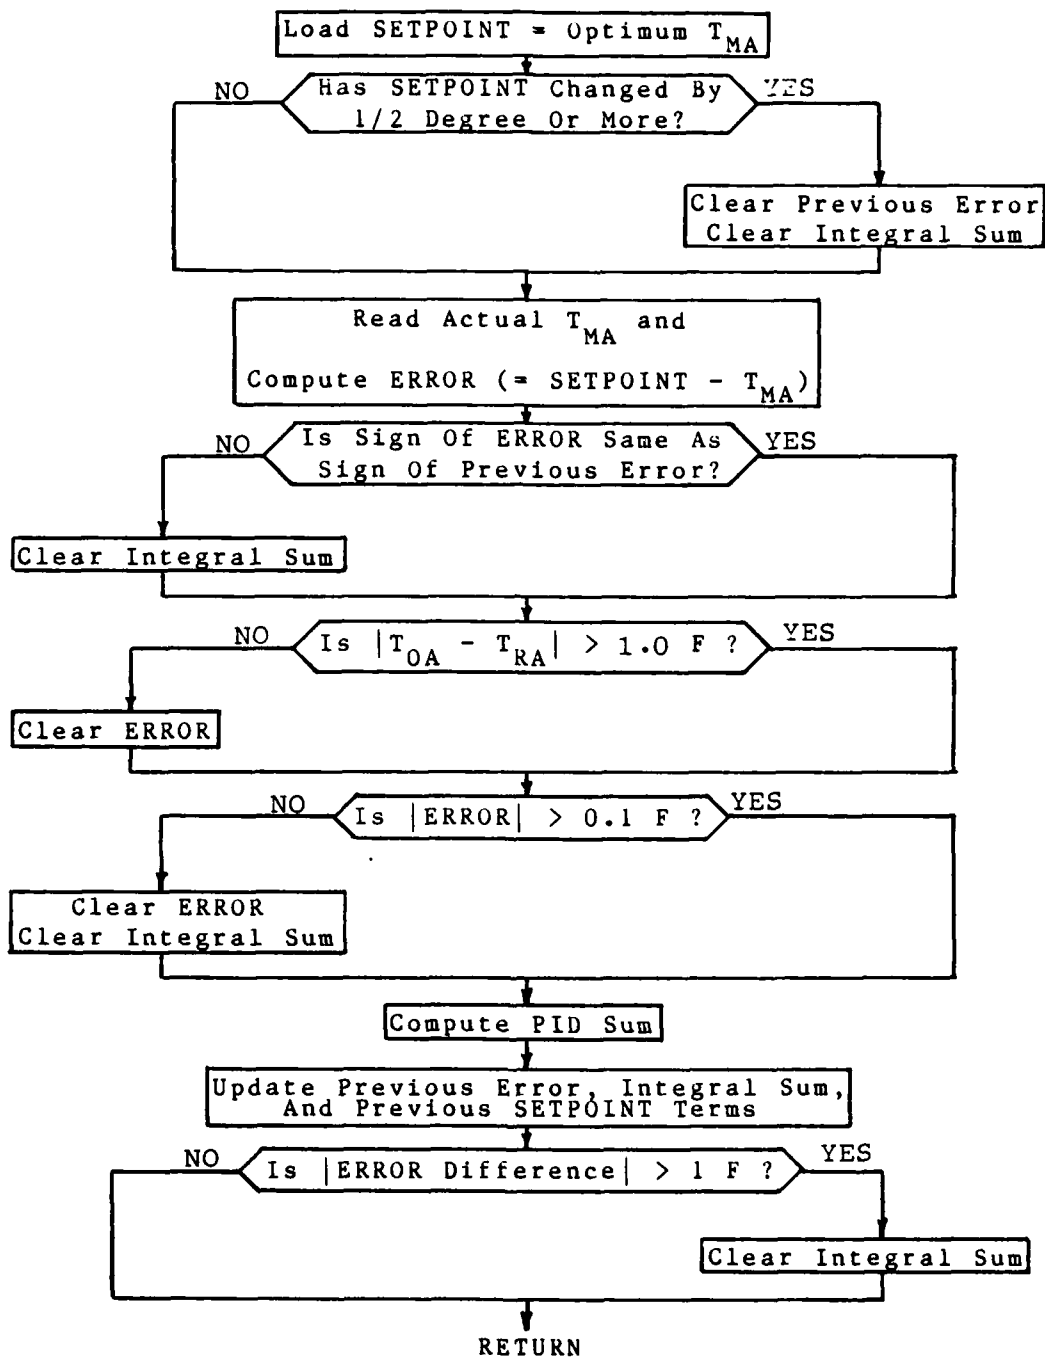 Load SETPOINT = Optimum T_MA
NO
Has SETPOINT Changed By
YES
1/2 Degree Or More?
Clear Previous Error
Clear Integral Sum
Read Actual T_MA and
Compute ERROR (= SETPOINT - T_MA)
NO
Is Sign Of ERROR Same As
YES
Sign Of Previous Error?
Clear Integral Sum
NO
Is |T_OA - T_RA| > 1.0 F ?
YES
Clear ERROR
NO
Is |ERROR| > 0.1 F ?
YES
Clear ERROR
Clear Integral Sum
Compute PID Sum
Update Previous Error, Integral Sum,
And Previous SETPOINT Terms
NO
Is |ERROR Difference| > 1 F ?
YES
Clear Integral Sum
RETURN